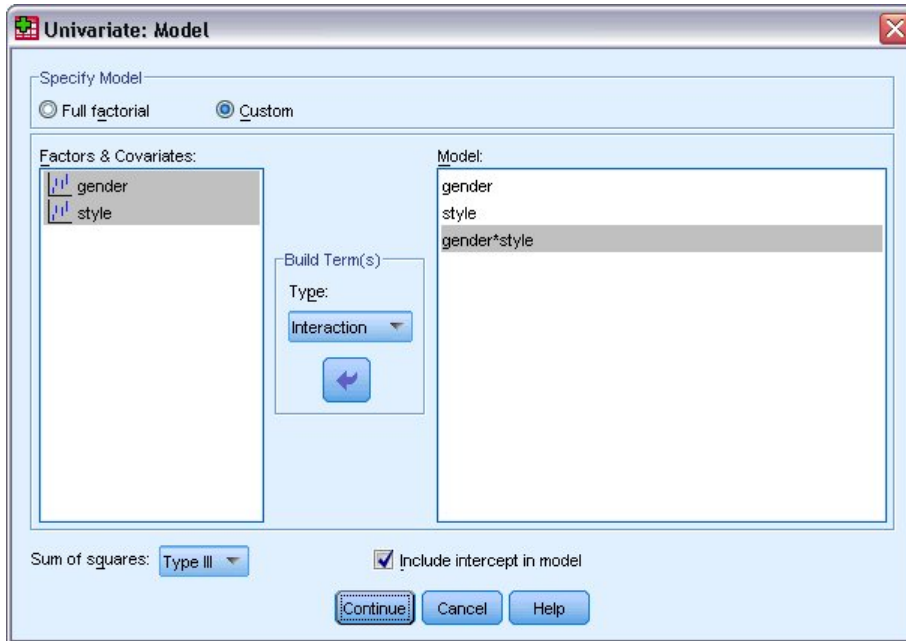 Univariate: Model
Specify Model
Full factorial
Custom
Factors & Covariates:
gender
style
Build Term(s)
Type:
Interaction
Model:
gender
style
gender*style
Sum of squares:
Type III
Include intercept in model
Continue
Cancel
Help